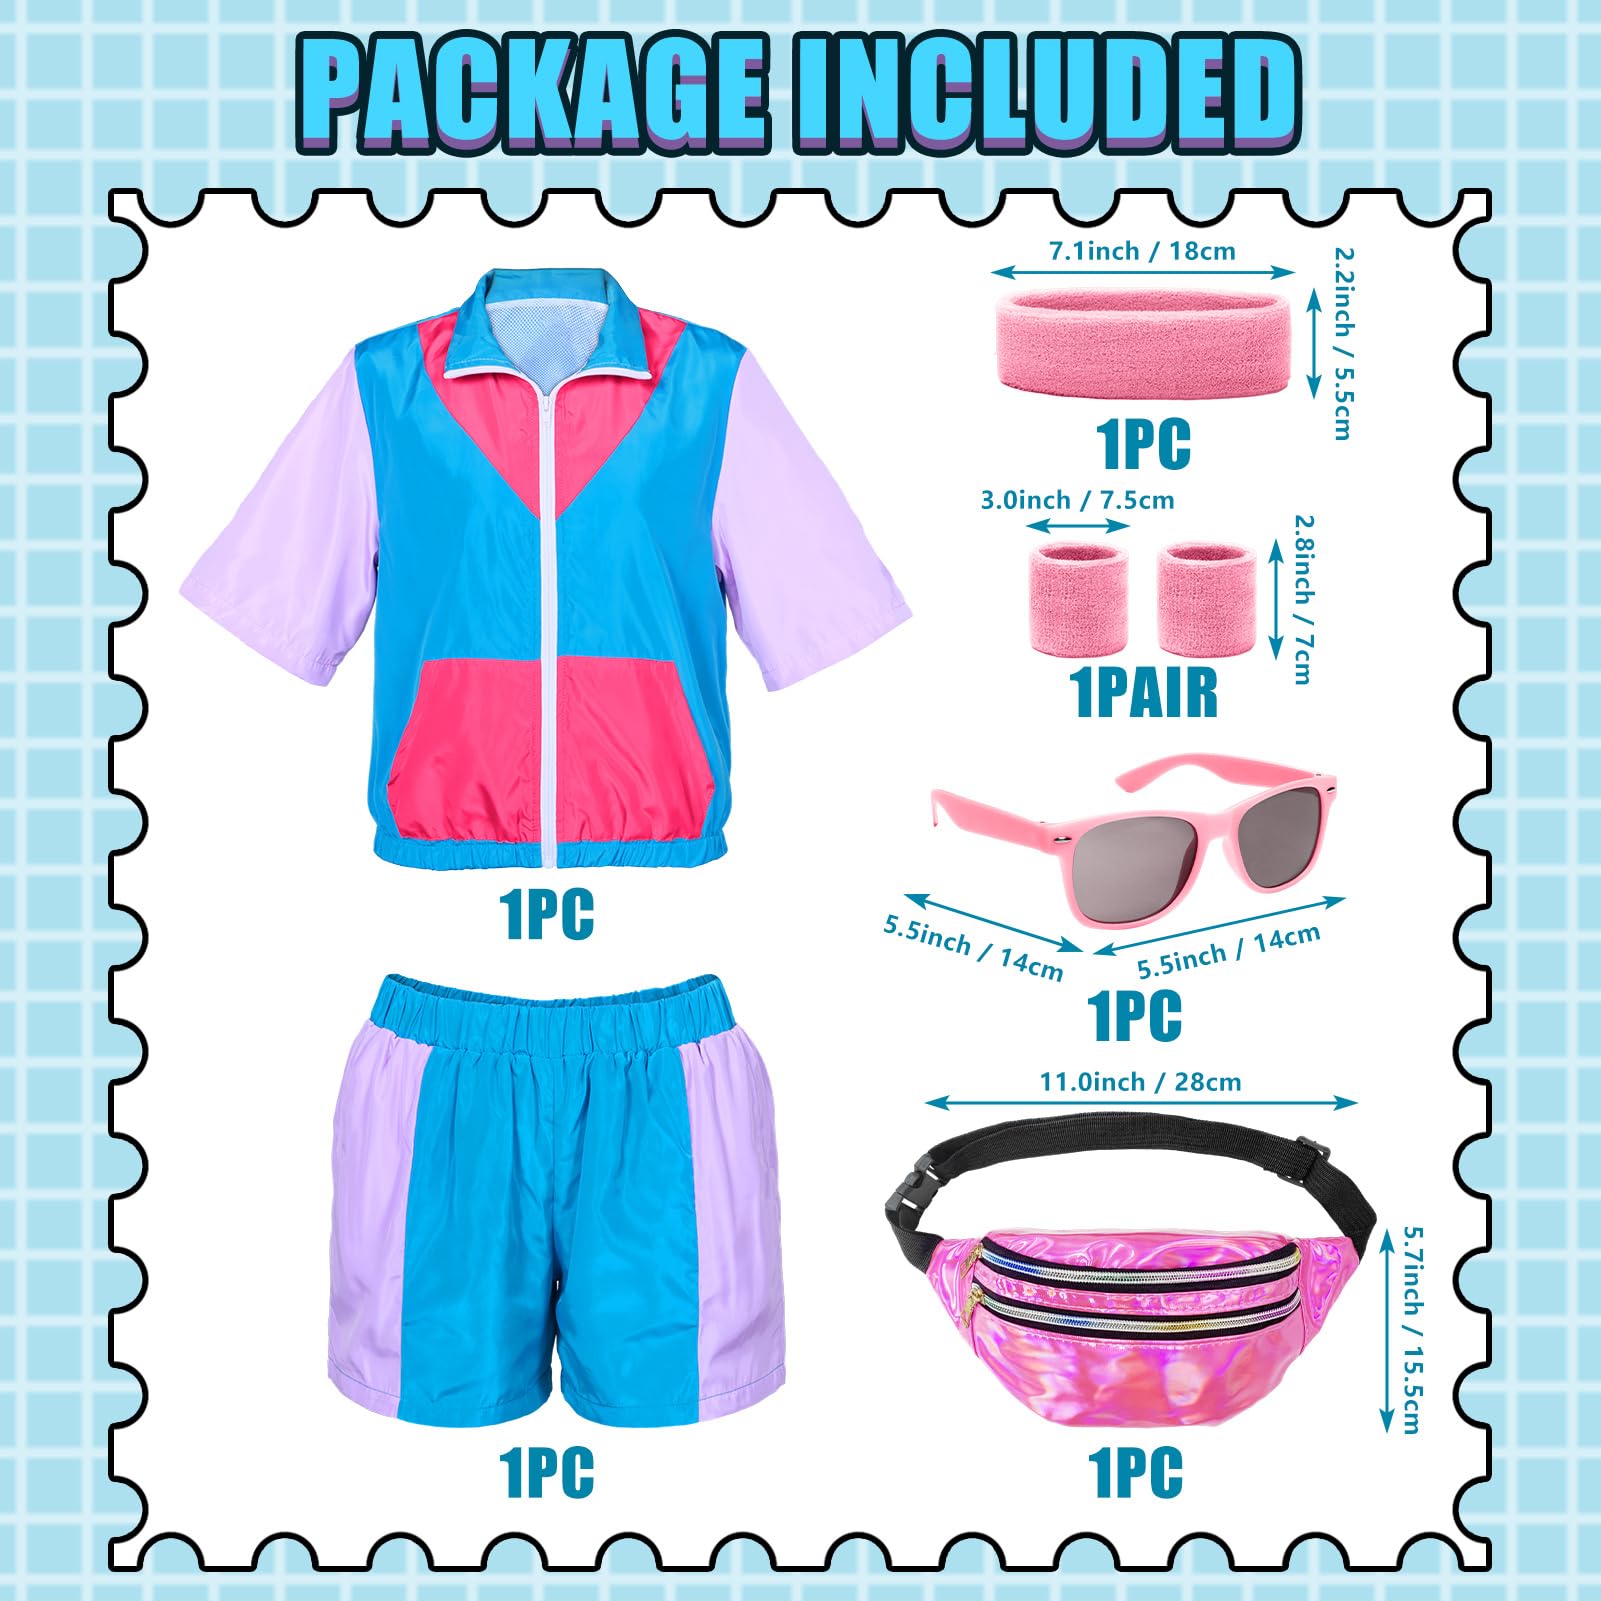 PACKAGE INCLUDED
7.1inch / 18cm
2.2inch / 5.5cm
1PC
3.0inch / 7.5cm
2.8inch / 7cm
1PAIR
5.5inch / 14cm
5.5inch / 14cm
1PC
1PC
11.0inch / 28cm
5.7inch / 15.5cm
1PC
1PC